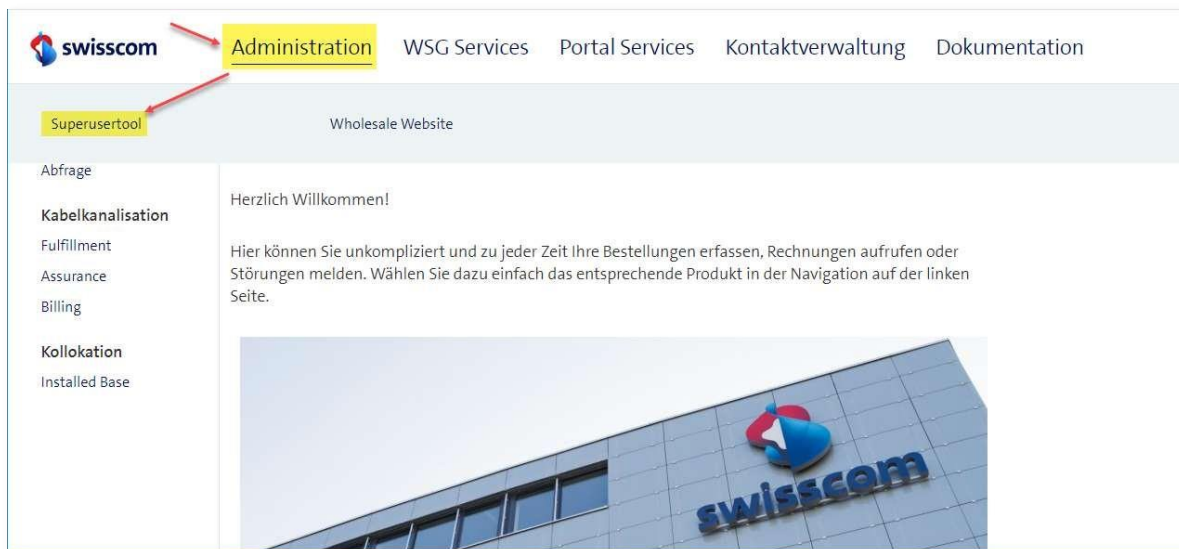 swisscom
Administration WSG Services Portal Services Kontaktverwaltung Dokumentation
Superusertool Wholesale Website
Abfrage
Kabelkanalisation
Fulfillment
Assurance
Billing
Kollokation
Installed Base
Herzlich Willkommen!
Hier können Sie unkompliziert und zu jeder Zeit Ihre Bestellungen erfassen, Rechnungen aufrufen oder
Störungen melden. Wählen Sie dazu einfach das entsprechende Produkt in der Navigation auf der linken
Seite.
swisscom